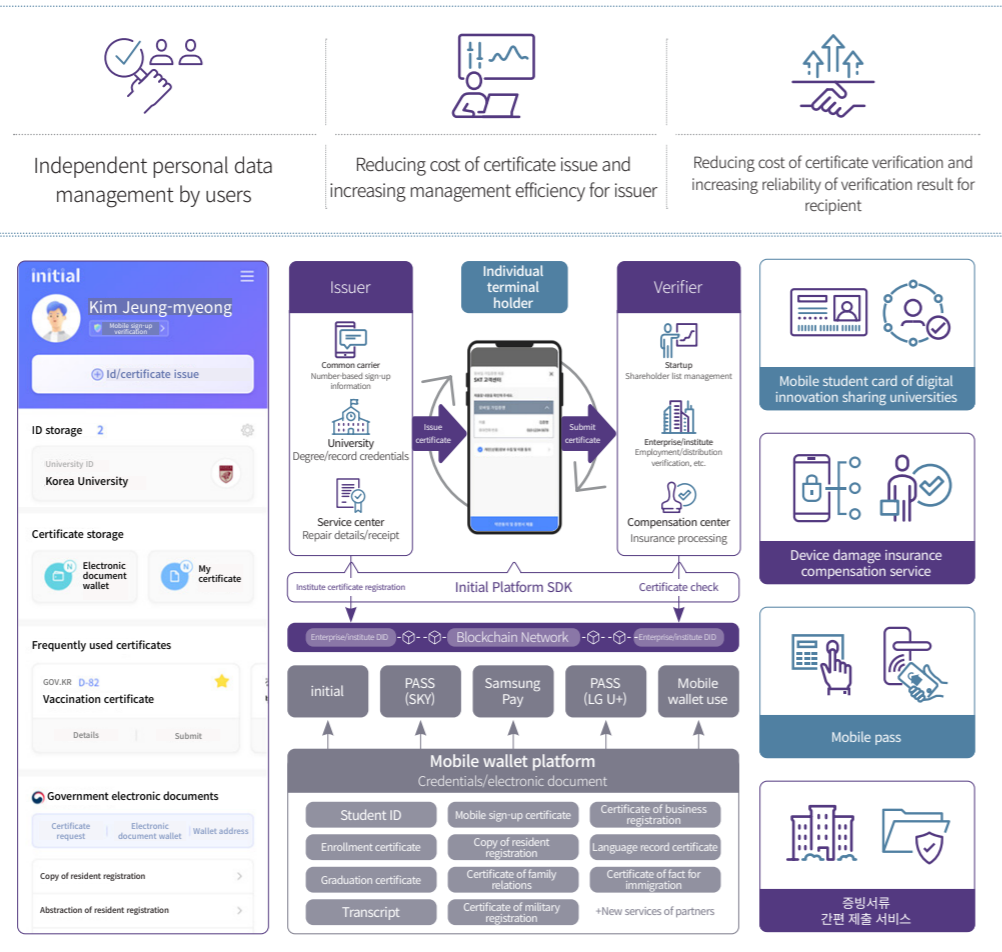 Independent personal data
management by users
Reducing cost of certificate issue and
increasing management efficiency for issuer
Reducing cost of certificate verification and
increasing reliability of verification result for
recipient
initial
Kim Jeung-myeong
Mobile sign-up
verification
Id/certificate issue
ID storage 2
University ID
Korea University
Certificate storage
Electronic
document
wallet
My
certificate
Frequently used certificates
GOV.KR D-82
Vaccination certificate
Details
Submit
Government electronic documents
Certificate
request
Electronic
document wallet
Wallet address
Copy of resident registration
Abstraction of resident registration
Issuer
Common carrier
Number-based sign-up
information
University
Degree/record credentials
Service center
Repair details/receipt
Issue
certificate
Individual
terminal
holder
SKT 고객센터
Submit
certificate
Verifier
Startup
Shareholder list management
Enterprise/institute
Employment/distribution
verification, etc.
Compensation center
Insurance processing
Institute certificate registration
Initial Platform SDK
Certificate check
Enterprise/institute DID
Blockchain Network
Enterprise/institute DID
initial
PASS
(SKY)
Samsung
Pay
PASS
(LG U+)
Mobile
wallet use
Mobile wallet platform
Credentials/electronic document
Student ID
Mobile sign-up certificate
Certificate of business
registration
Enrollment certificate
Copy of resident
registration
Language record certificate
Graduation certificate
Certificate of family
relations
Certificate of fact for
immigration
Transcript
Certificate of military
registration
+New services of partners
Mobile student card of digital
innovation sharing universities
Device damage insurance
compensation service
Mobile pass
증빙서류
간편 제출 서비스